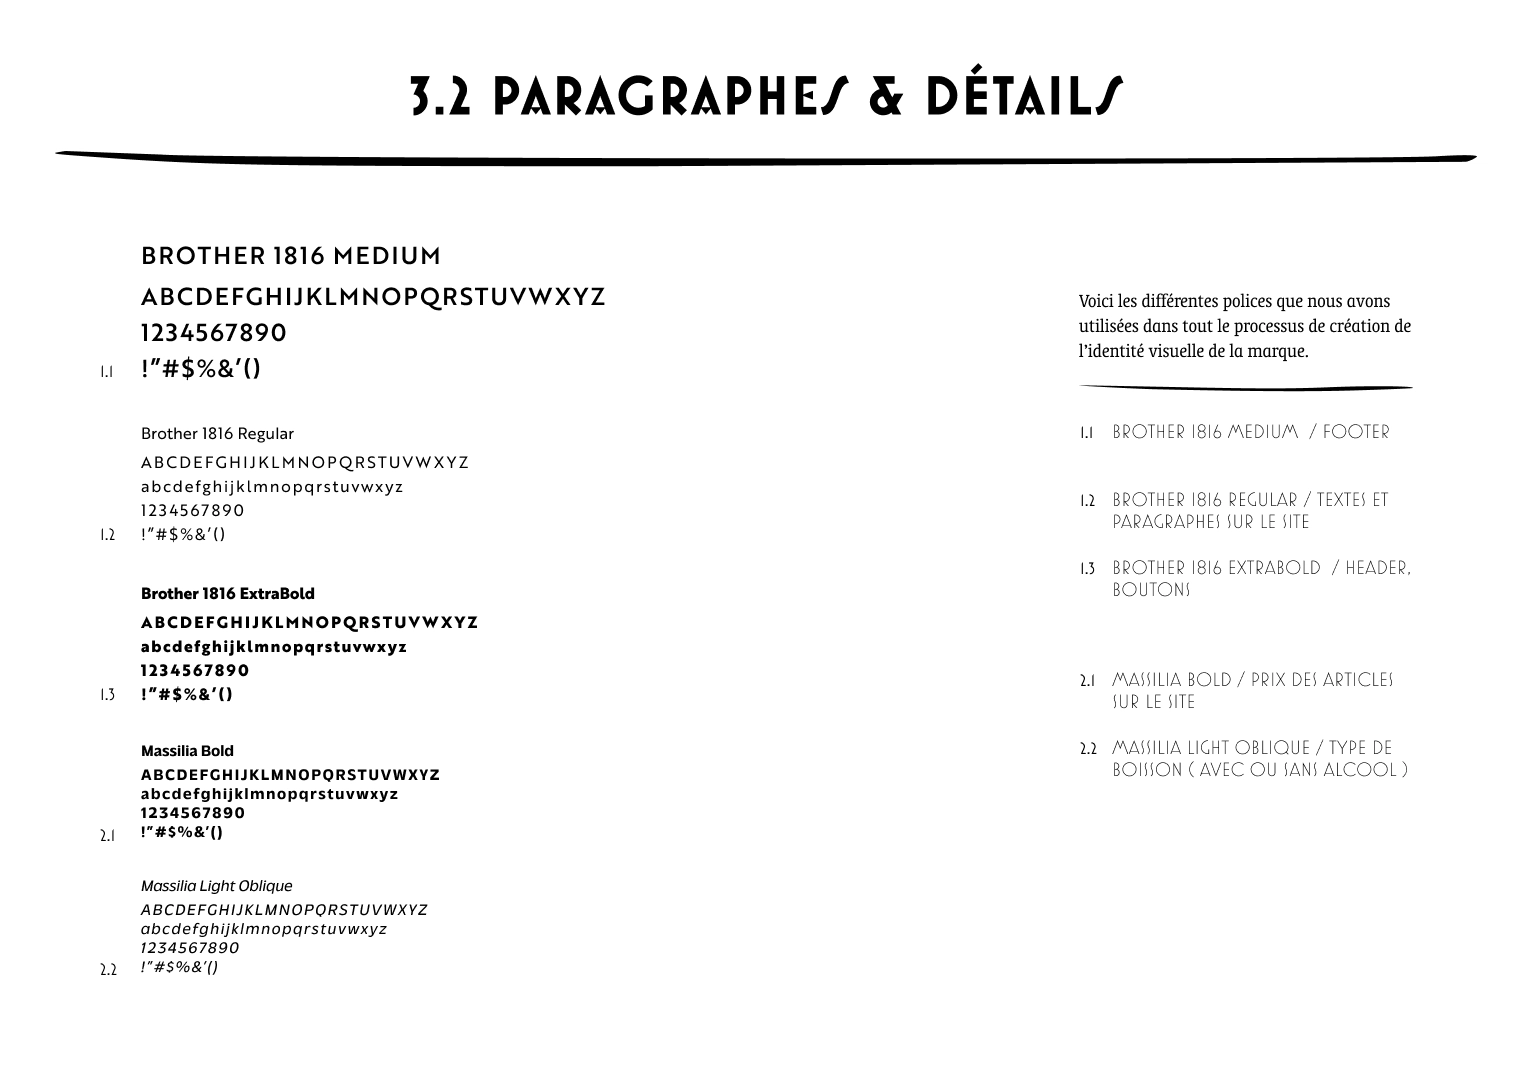 3.2 PARAGRAPHES & DÉTAILS
BROTHER 1816 MEDIUM
ABCDEFGHIJKLMNOPQRSTUVWXYZ
1234567890
1.1 !”#$%&’()
Brother 1816 Regular
ABCDEFGHIJKLMNOPQRSTUVWXYZ
abcdefghijklmnopqrstuvwxyz
1234567890
1.2 !”#$%&’()
Brother 1816 ExtraBold
ABCDEFGHIJKLMNOPQRSTUVWXYZ
abcdefghijklmnopqrstuvwxyz
1234567890
1.3 !”#$%&’()
Massilia Bold
ABCDEFGHIJKLMNOPQRSTUVWXYZ
abcdefghijklmnopqrstuvwxyz
1234567890
2.1 !”#$%&’()
Massilia Light Oblique
ABCDEFGHIJKLMNOPQRSTUVWXYZ
abcdefghijklmnopqrstuvwxyz
1234567890
2.2 !”#$%&’()
Voici les différentes polices que nous avons
utilisées dans tout le processus de création de
l’identité visuelle de la marque.
1.1 BROTHER 1816 MEDIUM / FOOTER
1.2 BROTHER 1816 REGULAR / TEXTES ET
PARAGRAPHES SUR LE SITE
1.3 BROTHER 1816 EXTRABOLD / HEADER,
BOUTONS
2.1 MASSILIA BOLD / PRIX DES ARTICLES
SUR LE SITE
2.2 MASSILIA LIGHT OBLIQUE / TYPE DE
BOISSON ( AVEC OU SANS ALCOOL )